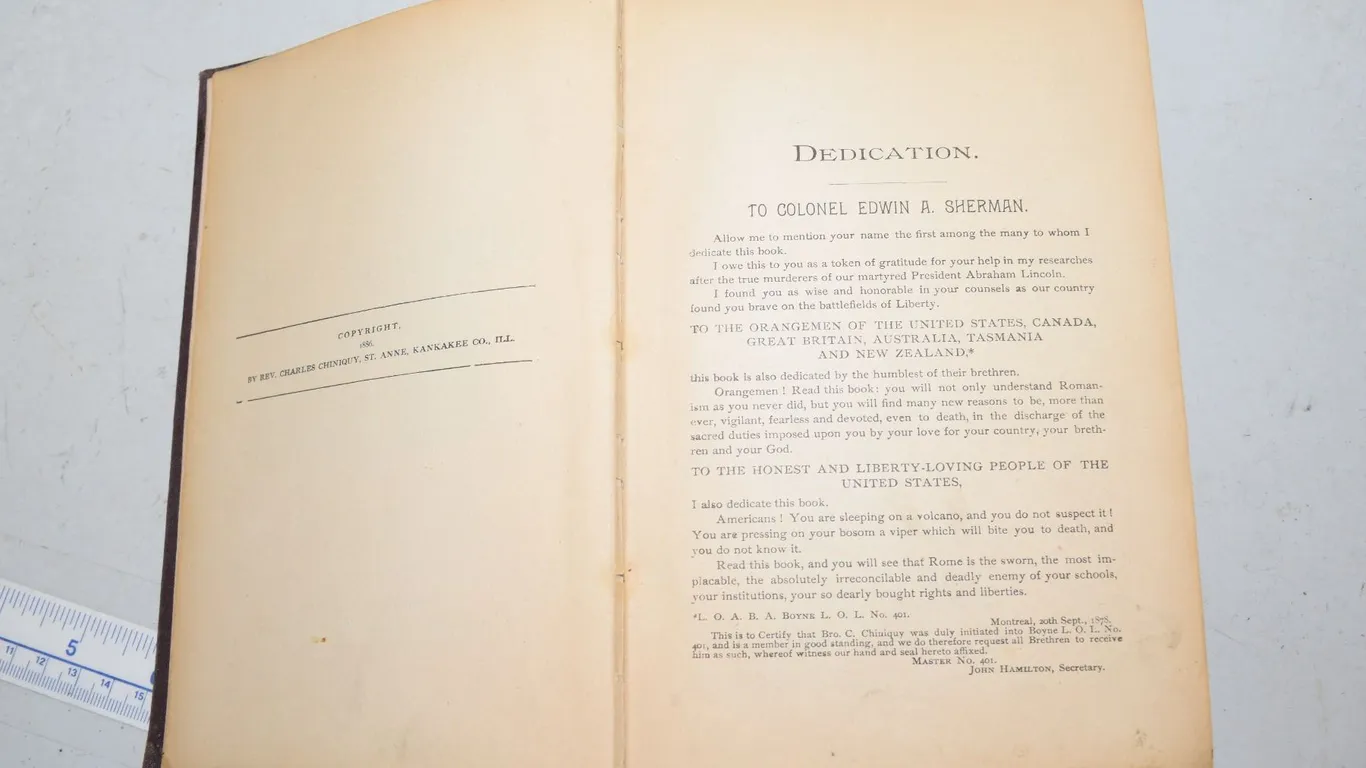 COPYRIGHT,
1886.
BY REV. CHARLES CHINIQUY, ST. ANNE, KANKAKEE CO., ILL.
DEDICATION.
TO COLONEL EDWIN A. SHERMAN.
Allow me to mention your name the first among the many to whom I
dedicate this book.
I owe this to you as a token of gratitude for your help in my researches
after the true murderers of our martyred President Abraham Lincoln.
I found you as wise and honorable in your counsels as our country
found you brave on the battlefields of Liberty.
TO THE ORANGEMEN OF THE UNITED STATES, CANADA,
GREAT BRITAIN, AUSTRALIA, TASMANIA
AND NEW ZEALAND,*
this book is also dedicated by the humblest of their brethren.
Orangemen! Read this book: you will not only understand Roman-
ism as you never did, but you will find many new reasons to be, more than
ever, vigilant, fearless and devoted, even to death, in the discharge of the
sacred duties imposed upon you by your love for your country, your breth-
ren and your God.
TO THE HONEST AND LIBERTY-LOVING PEOPLE OF THE
UNITED STATES,
I also dedicate this book.
Americans! You are sleeping on a volcano, and you do not suspect it!
You are pressing on your bosom a viper which will bite you to death, and
you do not know it.
Read this book, and you will see that Rome is the sworn, the most im-
placable, the absolutely irreconcilable and deadly enemy of your schools,
your institutions, your so dearly bought rights and liberties.
*L. O. A. B. A. BOYNE L. O. L. No. 401.
Montreal, 20th Sept., 1878.
This is to Certify that Bro. C. Chiniquy was duly initiated into Boyne L. O. L. No.
401, and is a member in good standing, and we do therefore request all Brethren to receive
him as such, whereof witness our hand and seal hereto affixed.
MASTER No. 401.
JOHN HAMILTON, Secretary.
5
11 12 13 14 15